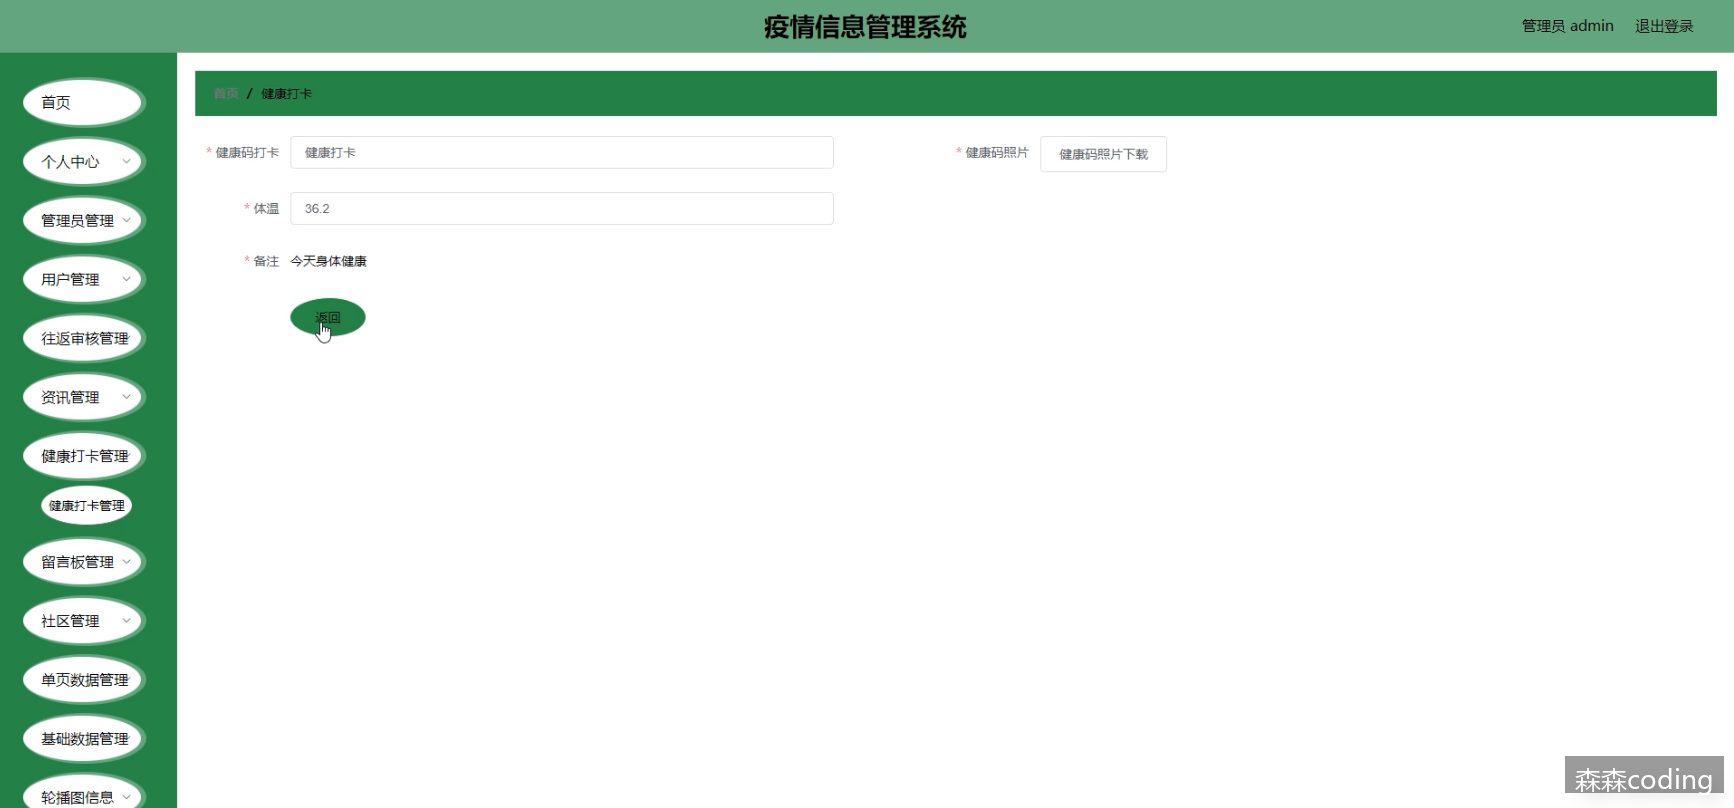 疫情信息管理系统
管理员 admin
退出登录
首页
个人中心
管理员管理
用户管理
往返审核管理
资讯管理
健康打卡管理
健康打卡管理
留言板管理
社区管理
单页数据管理
基础数据管理
轮播图信息
首页 / 健康打卡
* 健康码打卡 健康打卡
* 健康码照片 健康码照片下载
* 体温 36.2
* 备注 今天身体健康
返回
森森coding